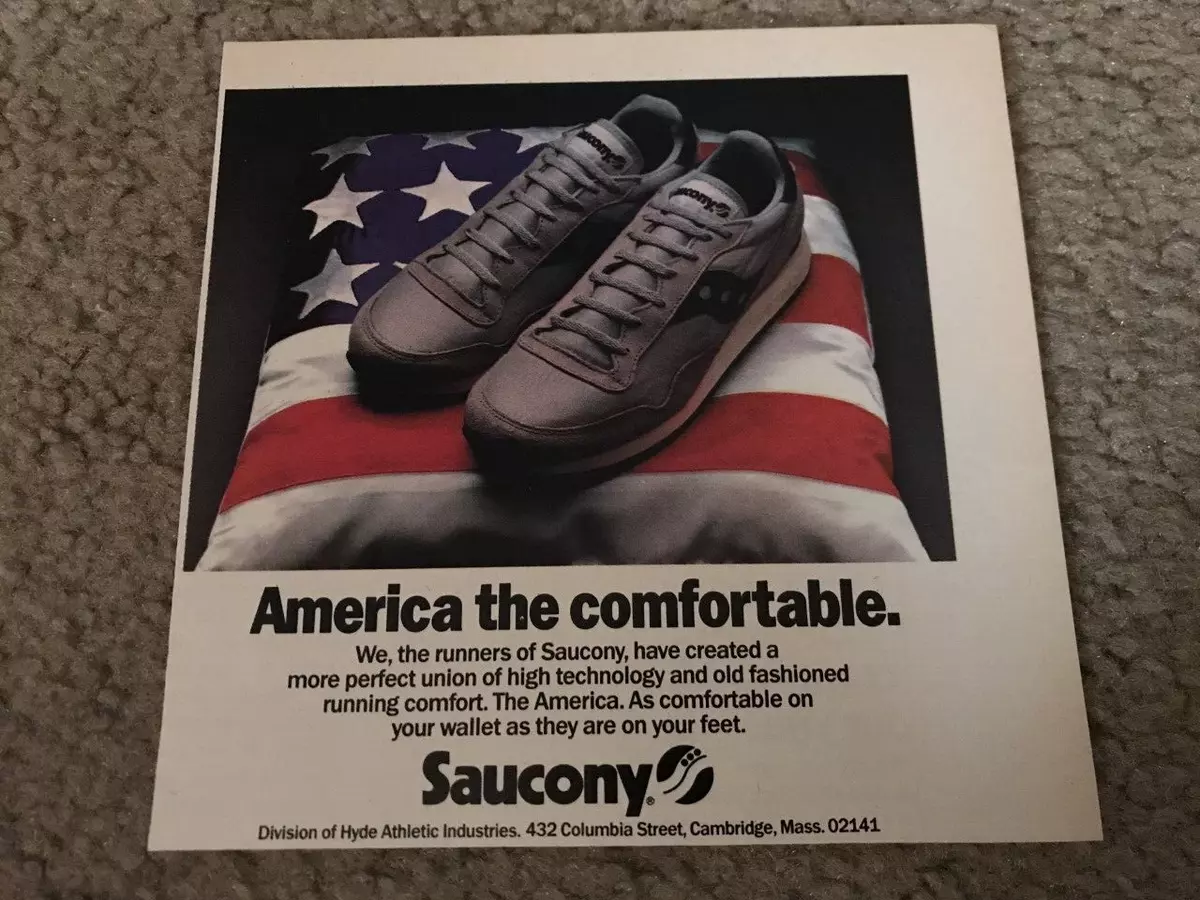 Saucony
America the comfortable.
We, the runners of Saucony, have created a
more perfect union of high technology and old fashioned
running comfort. The America. As comfortable on
your wallet as they are on your feet.
Saucony®
Division of Hyde Athletic Industries. 432 Columbia Street, Cambridge, Mass. 02141